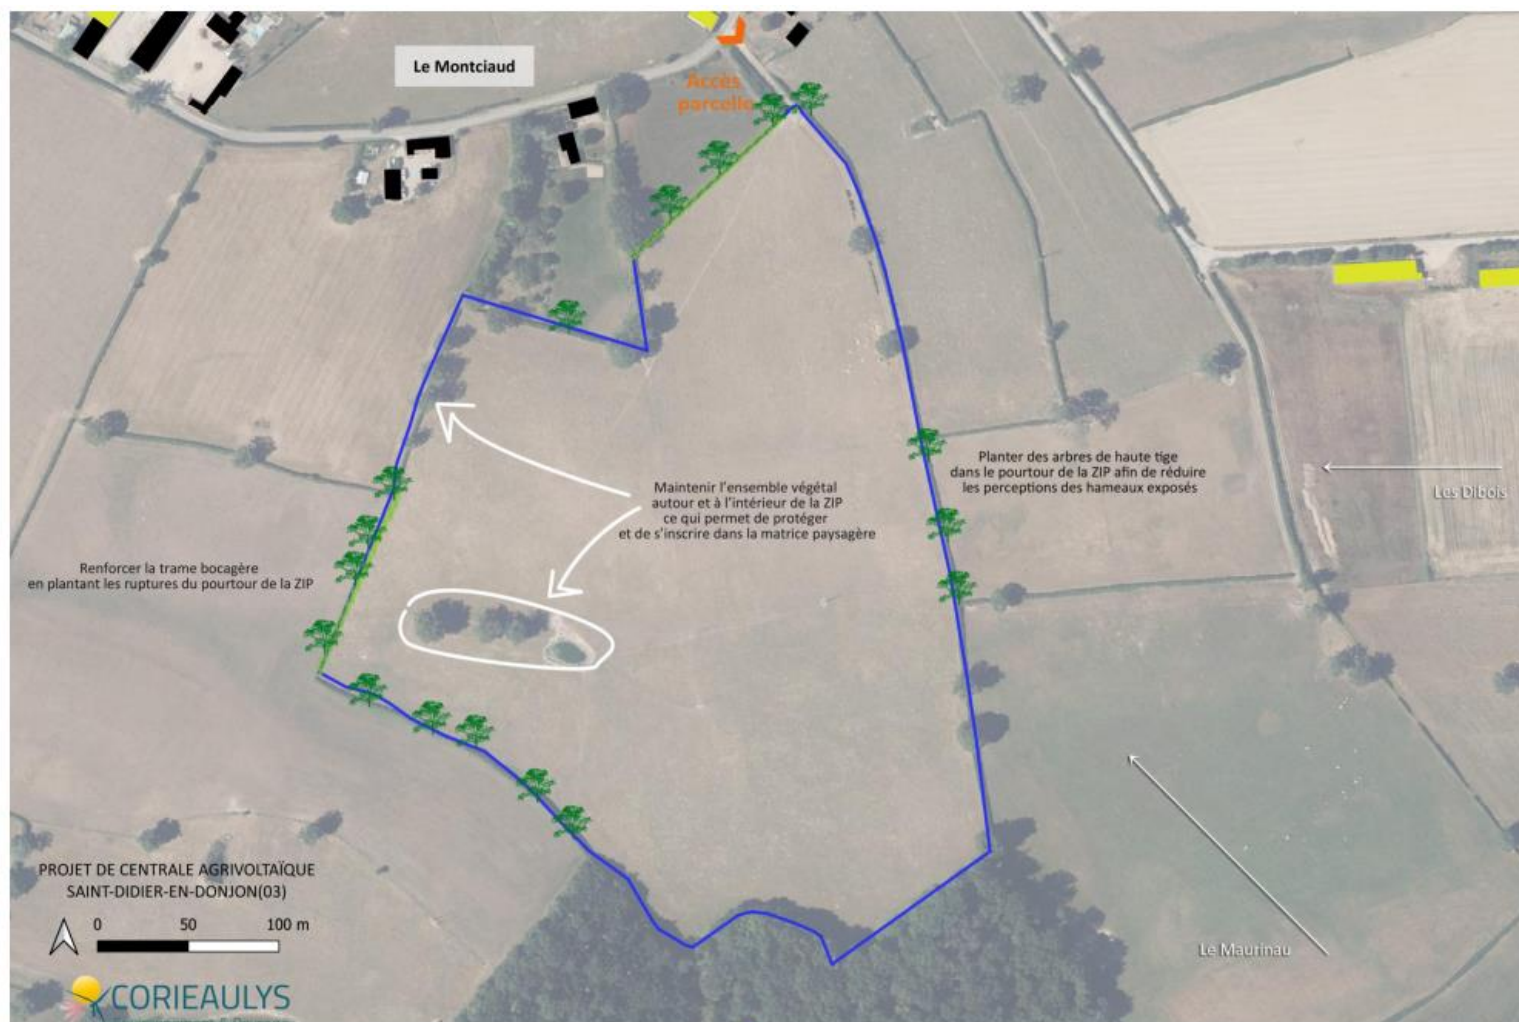 Le Montciaud
Accès
parcelle
Planter des arbres de haute tige
dans le pourtour de la ZIP afin de réduire
les perceptions des hameaux exposés
Les Dibois
Maintenir l'ensemble végétal
autour et à l'intérieur de la ZIP
ce qui permet de protéger
et de s'inscrire dans la matrice paysagère
Renforcer la trame bocagère
en plantant les ruptures du pourtour de la ZIP
PROJET DE CENTRALE AGRIVOLTAÏQUE
SAINT-DIDIER-EN-DONJON(03)
0 50 100 m
Le Maurinau
CORIEAULYS